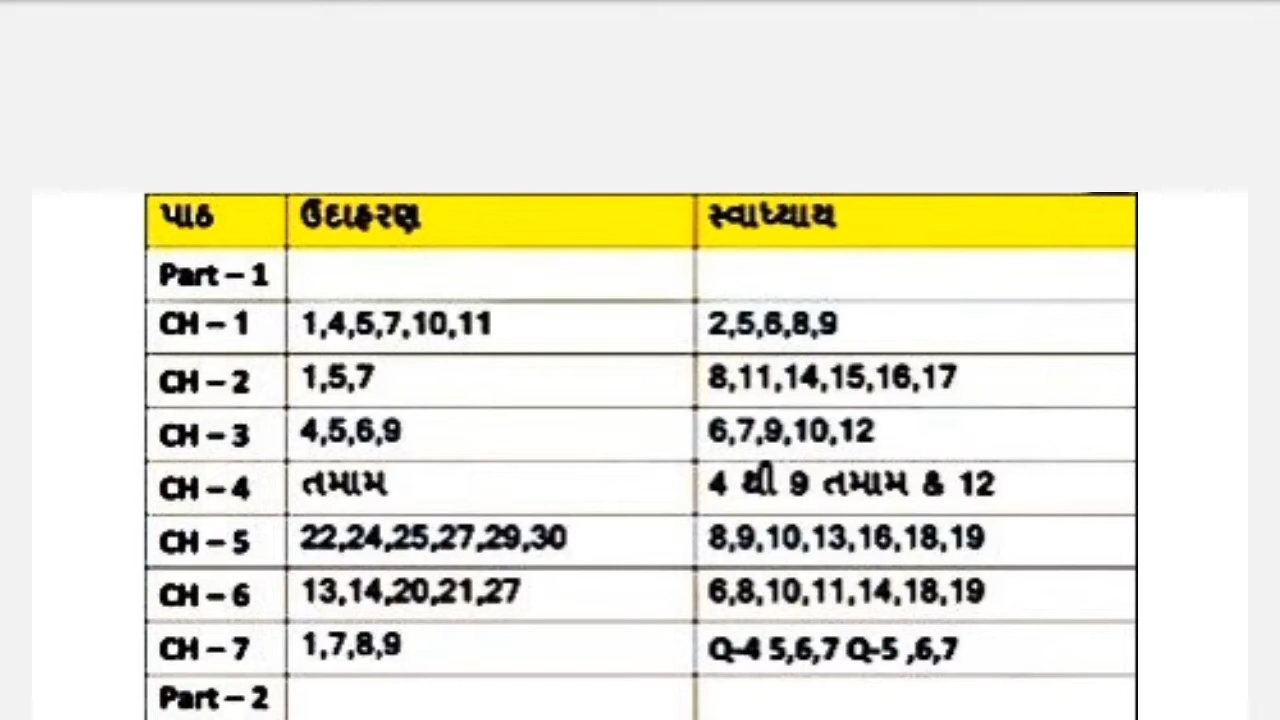 પાઠ ઉદાહરણ સ્વાધ્યાય
Part – 1
CH – 1 1,4,5,7,10,11 2,5,6,8,9
CH – 2 1,5,7 8,11,14,15,16,17
CH – 3 4,5,6,9 6,7,9,10,12
CH – 4 તમામ 4 થી 9 તમામ & 12
CH – 5 22,24,25,27,29,30 8,9,10,13,16,18,19
CH – 6 13,14,20,21,27 6,8,10,11,14,18,19
CH – 7 1,7,8,9 Q-4 5,6,7 Q-5 ,6,7
Part – 2